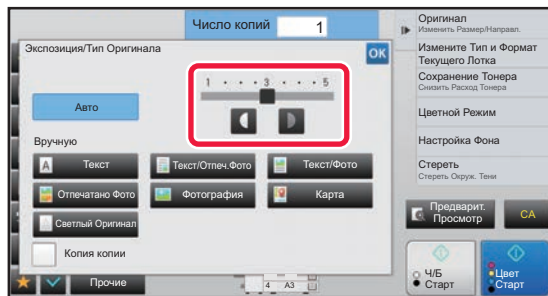 Число копий 1
Экспозиция/Тип Оригинала
OK
1 • • • 3 • • • 5
Авто
Вручную
Текст
Текст/Отпеч.Фото
Текст/Фото
Отпечатано Фото
Фотография
Карта
Светлый Оригинал
Копия копии
Прочие
4 A3
Оригинал
Изменить Размер/Направл.
Измените Тип и Формат
Текущего Лотка
Сохранение Тонера
Снизить Расход Тонера
Цветной Режим
Настройка Фона
Стереть
Стереть Окруж. Тени
Предварит.
Просмотр
CA
Ч/Б
Старт
Цвет
Старт